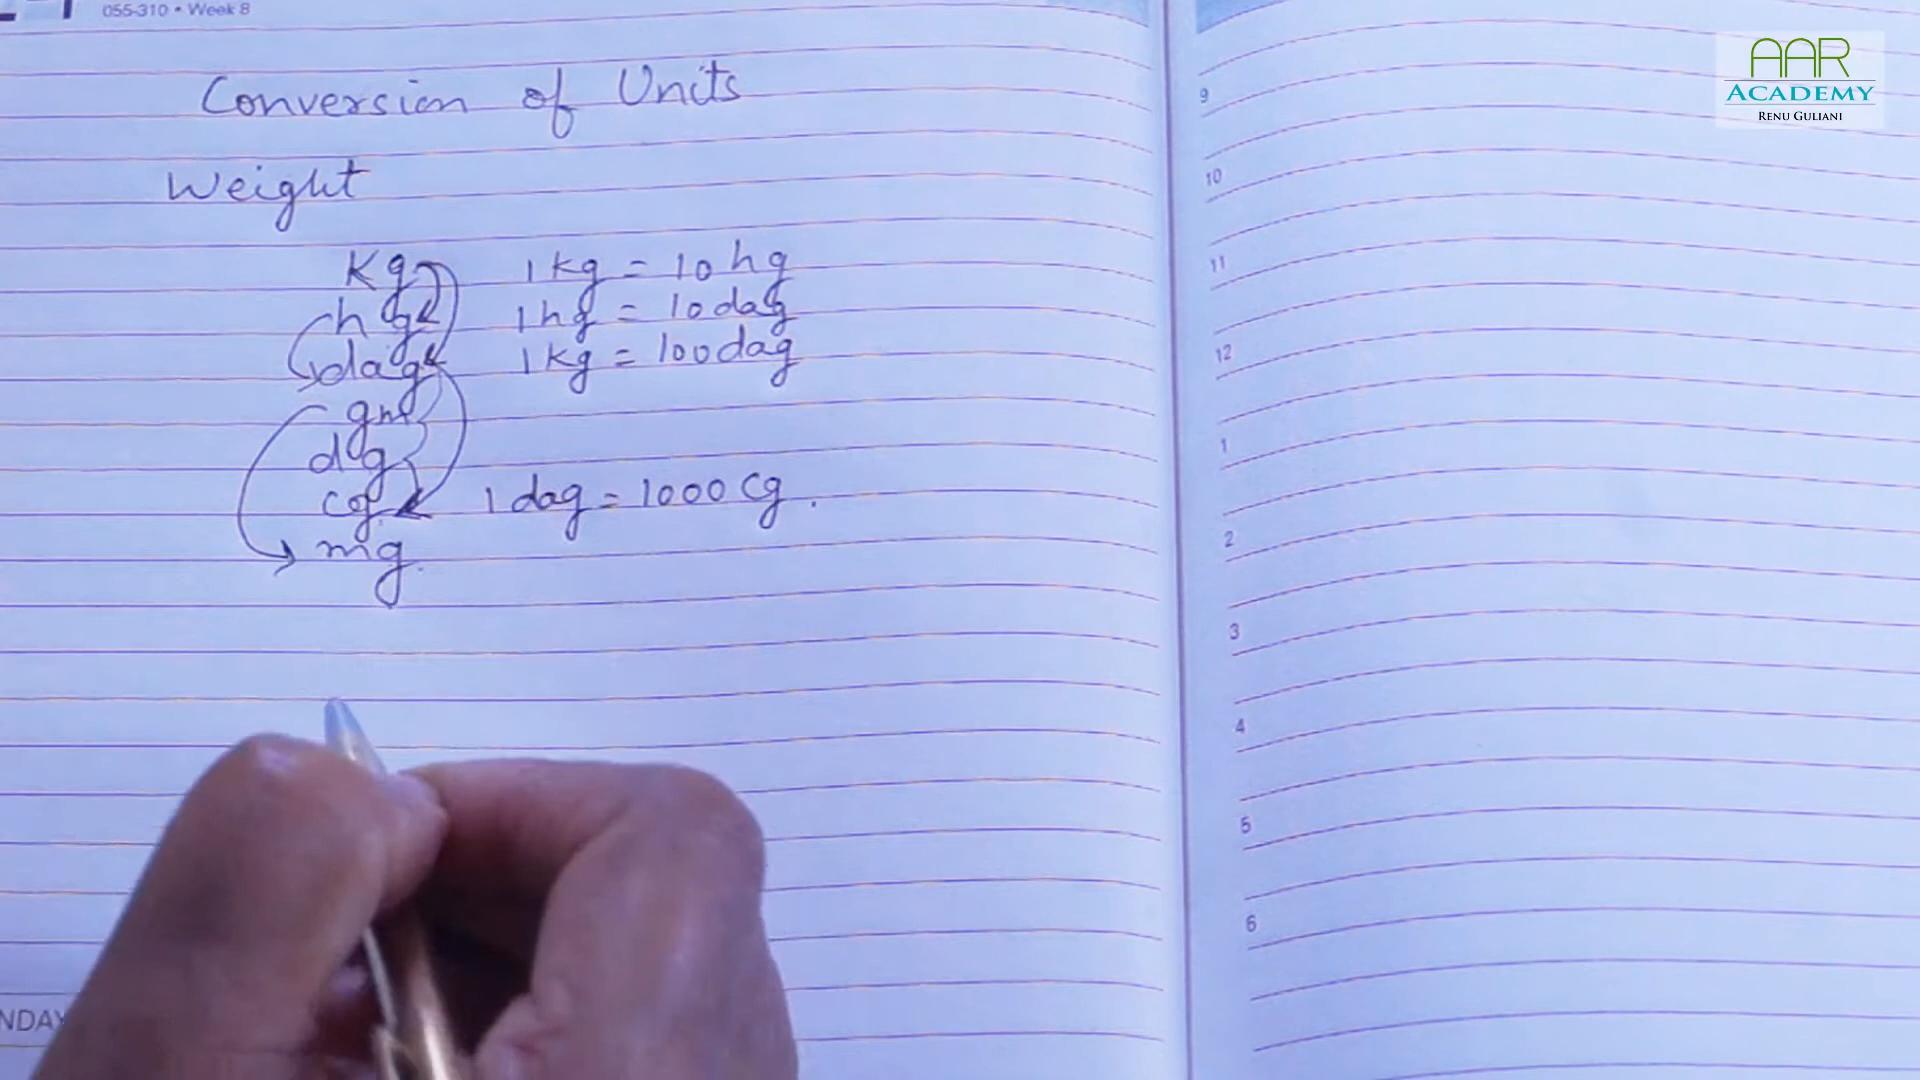 055-310 • Week 8
Conversion of Units
Weight
Kg 1 kg = 10 hg
hg 1 hg = 10 dag
dag 1 kg = 100 dag
gm
dg
cg 1 dag = 1000 cg.
mg
9
10
11
12
1
2
3
4
5
6
AAR
ACADEMY
RENU GULIANI